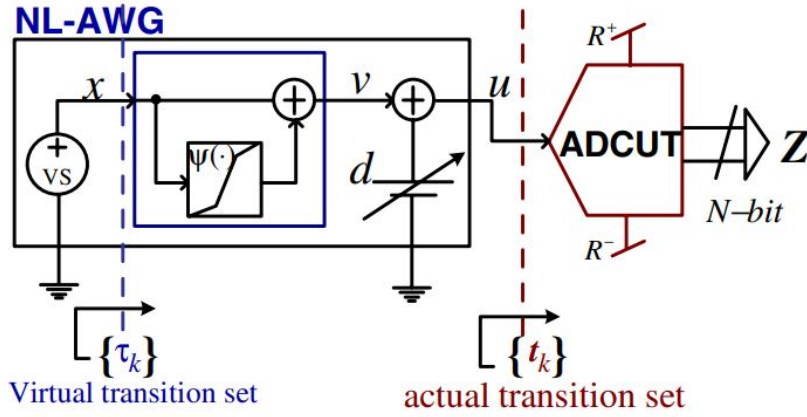 NL-AWG
x
v
u
R⁺
VS
+
ψ(·)
+
d
+
ADCUT
Z
N–bit
R⁻
{τₖ}
{tₖ}
Virtual transition set
actual transition set